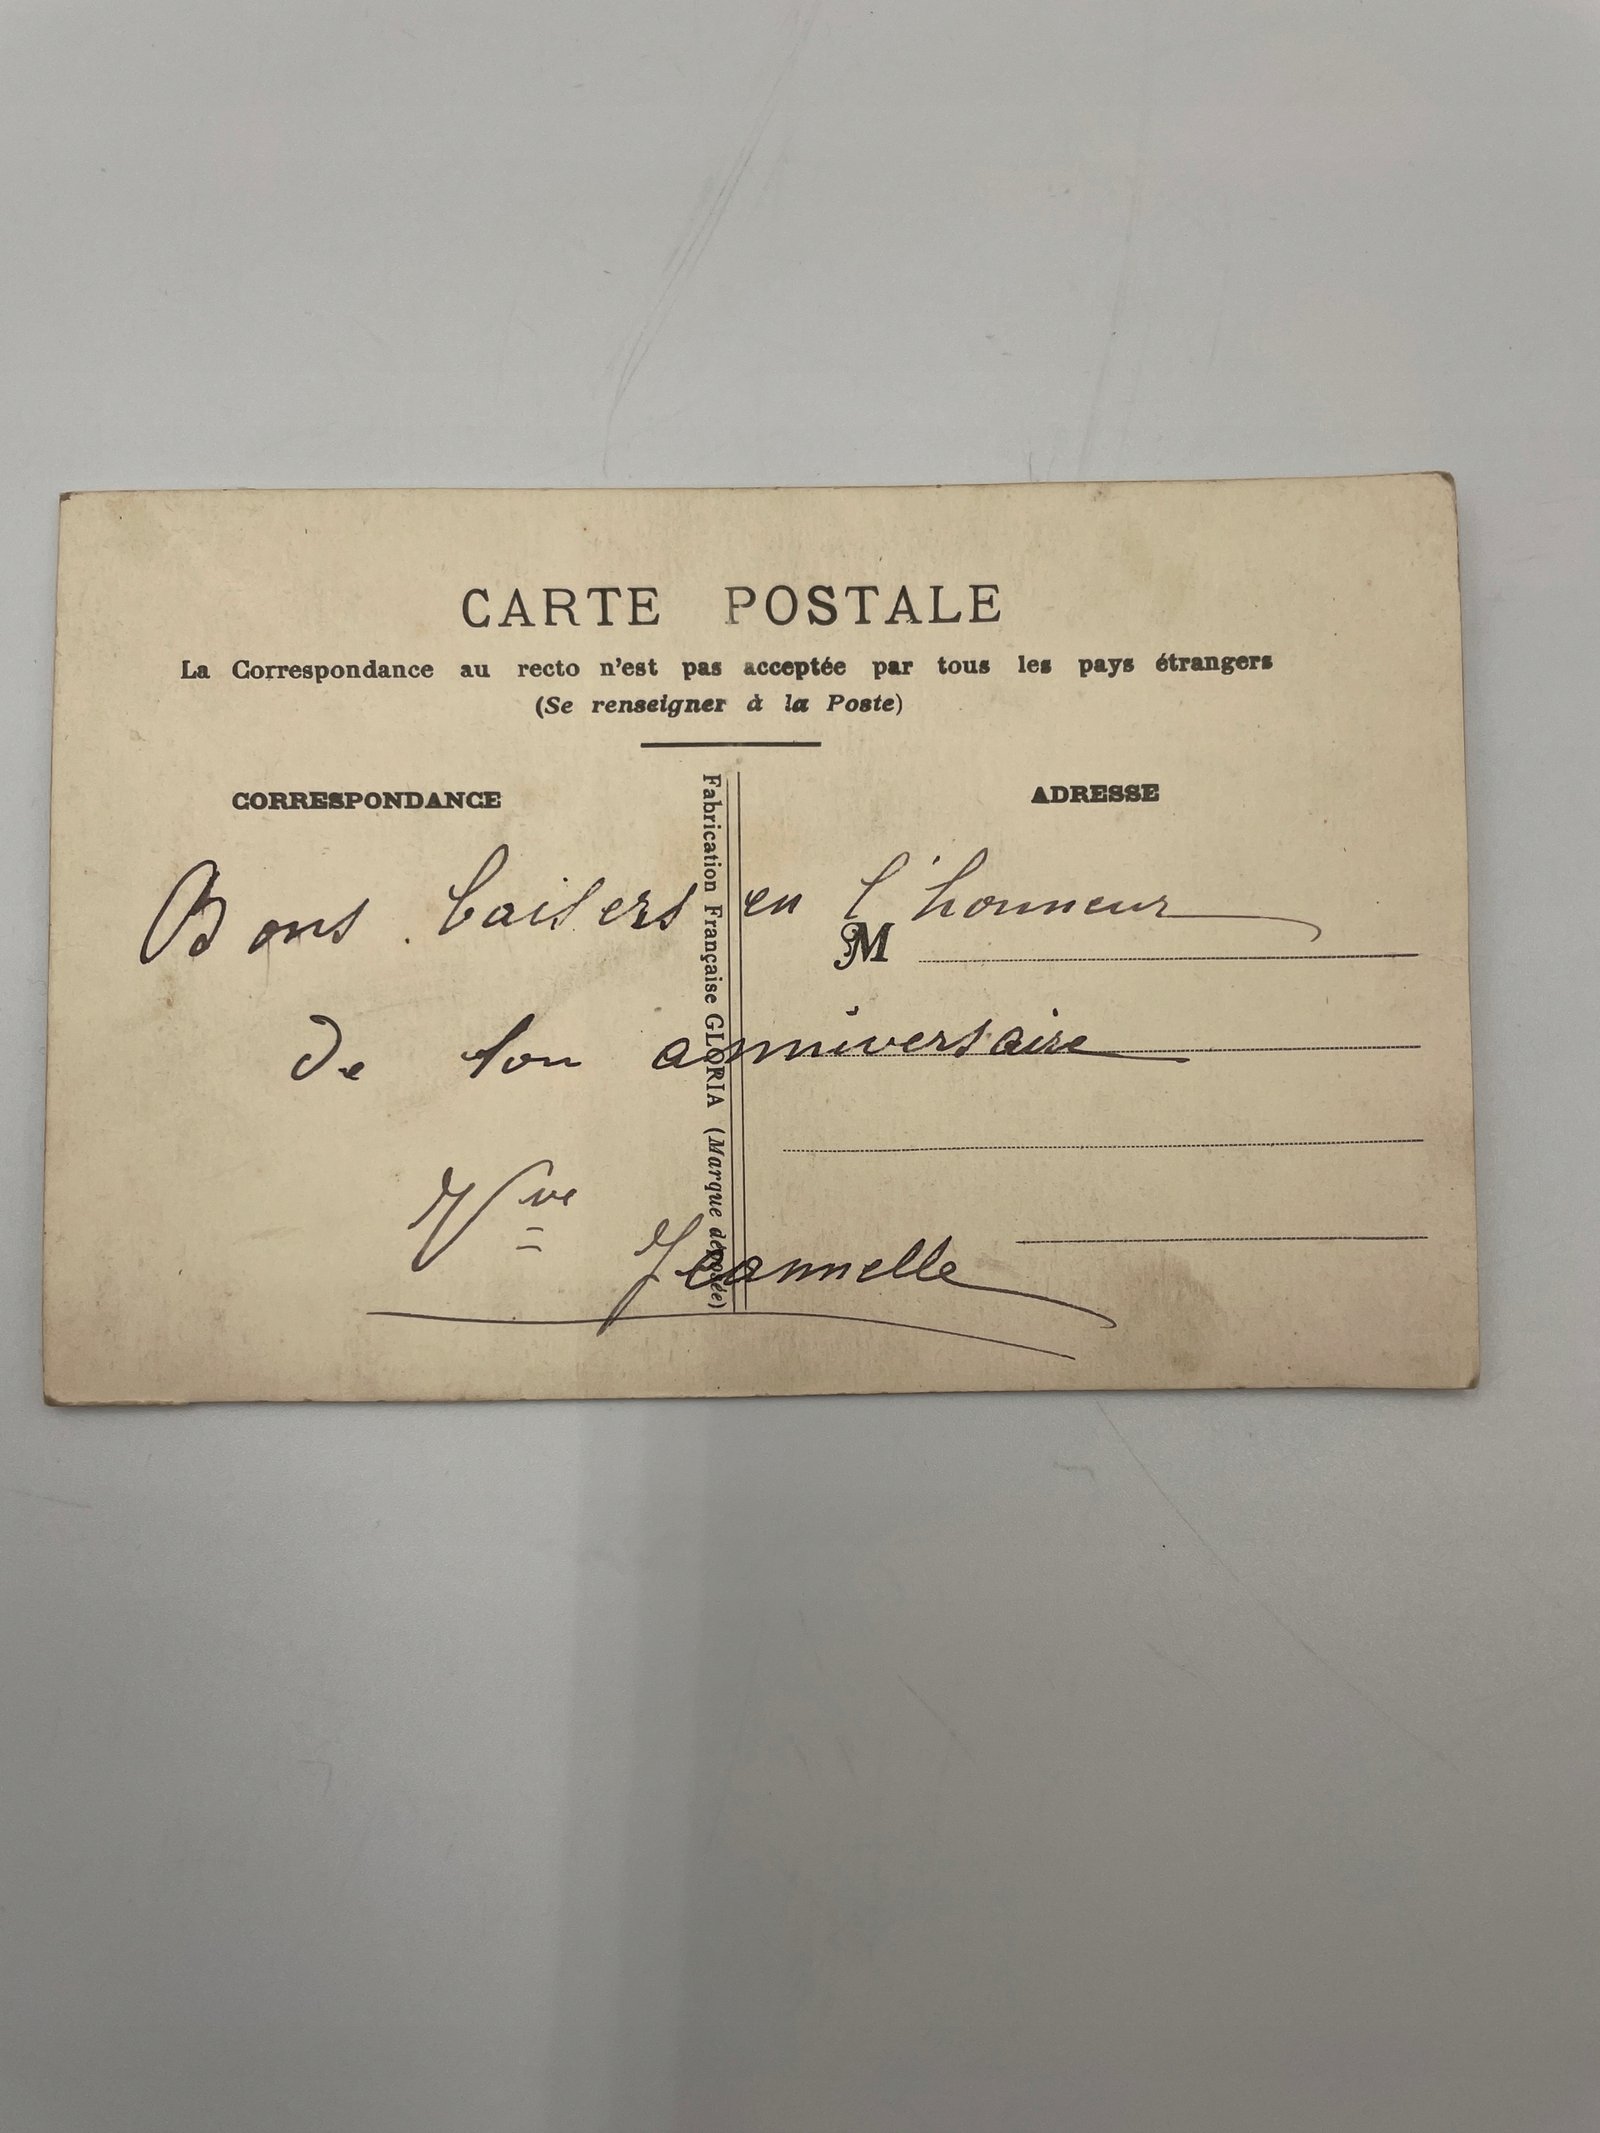 CARTE POSTALE
La Correspondance au recto n'est pas acceptée par tous les pays étrangers
(Se renseigner à la Poste)
CORRESPONDANCE
ADRESSE
Bons baisers en l'honneur
M
de ton anniversaire
Vve Jeannelle
Fabrication Française GLORIA (Marque déposée)